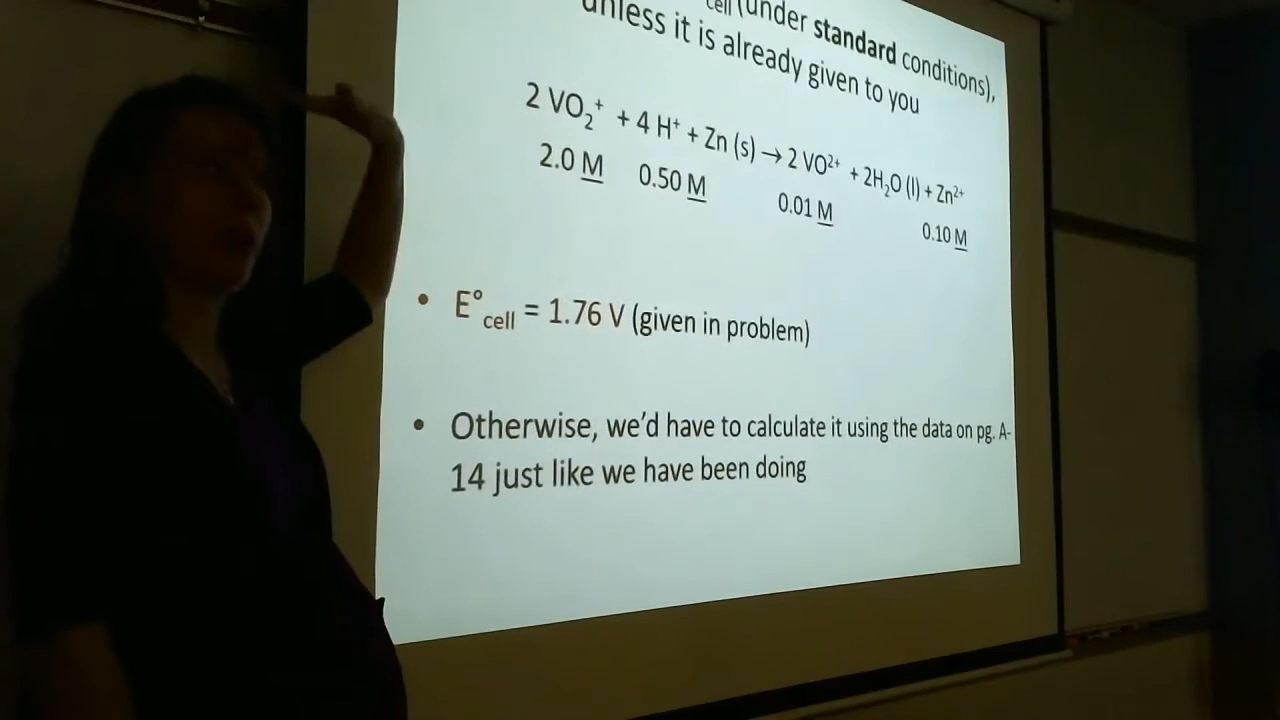 cell (under standard conditions),
unless it is already given to you
2 VO₂⁺ + 4 H⁺ + Zn (s) → 2 VO²⁺ + 2H₂O (l) + Zn²⁺
2.0 M 0.50 M 0.01 M 0.10 M
• E°cell = 1.76 V (given in problem)
• Otherwise, we’d have to calculate it using the data on pg. A-
14 just like we have been doing